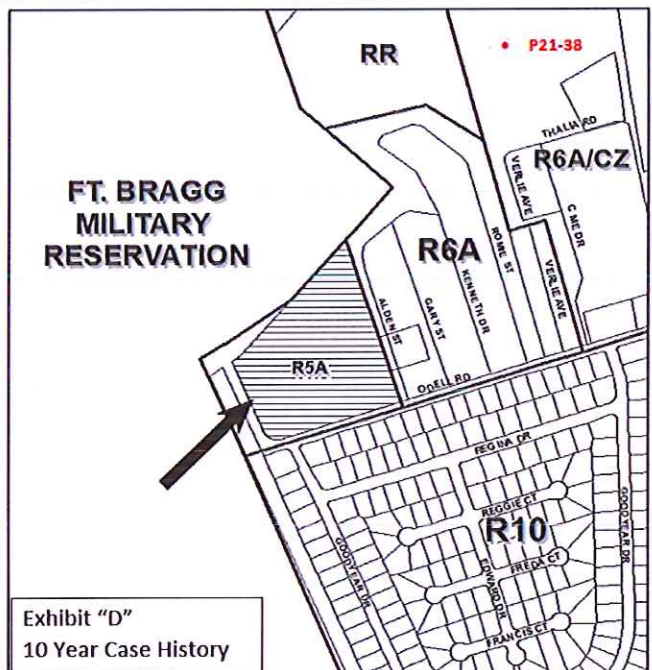 RR
P21-38
THALIA RD
R6A/CZ
VERLIE AVE
C ME DR
FT. BRAGG
MILITARY
RESERVATION
R6A
ROME ST
KENNETH DR
VERLIE AVE
ALDEN ST
GARY ST
R5A
ODELL RD
REGINA DR
REGGIE CT
R10
GOODYEAR DR
GOODYEAR DR
EDWARD DR
FREDA CT
FRANCIS CT
Exhibit “D”
10 Year Case History